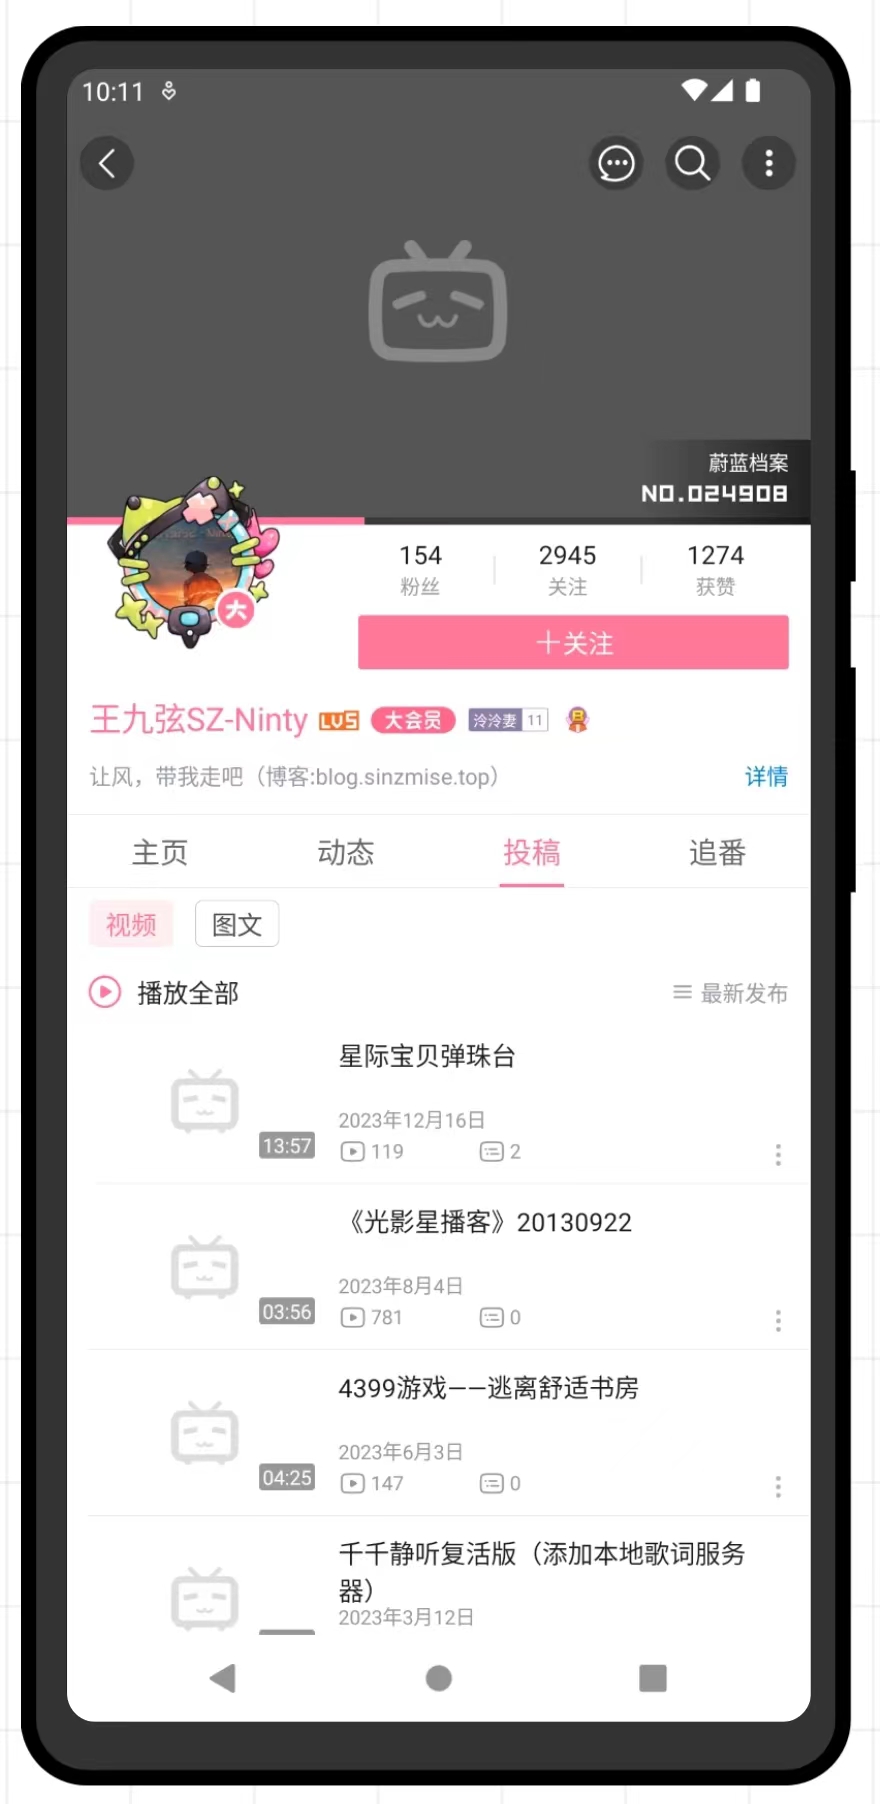 10:11
蔚蓝档案
NO.024908
154
粉丝
2945
关注
1274
获赞
大
＋关注
王九弦SZ-Ninty LV5 大会员 泠泠妻 11
让风，带我走吧（博客:blog.sinzmise.top） 详情
主页 动态 投稿 追番
视频 图文
播放全部 最新发布
星际宝贝弹珠台
2023年12月16日
13:57 119 2
《光影星播客》20130922
2023年8月4日
03:56 781 0
4399游戏——逃离舒适书房
2023年6月3日
04:25 147 0
千千静听复活版（添加本地歌词服务
器）
2023年3月12日